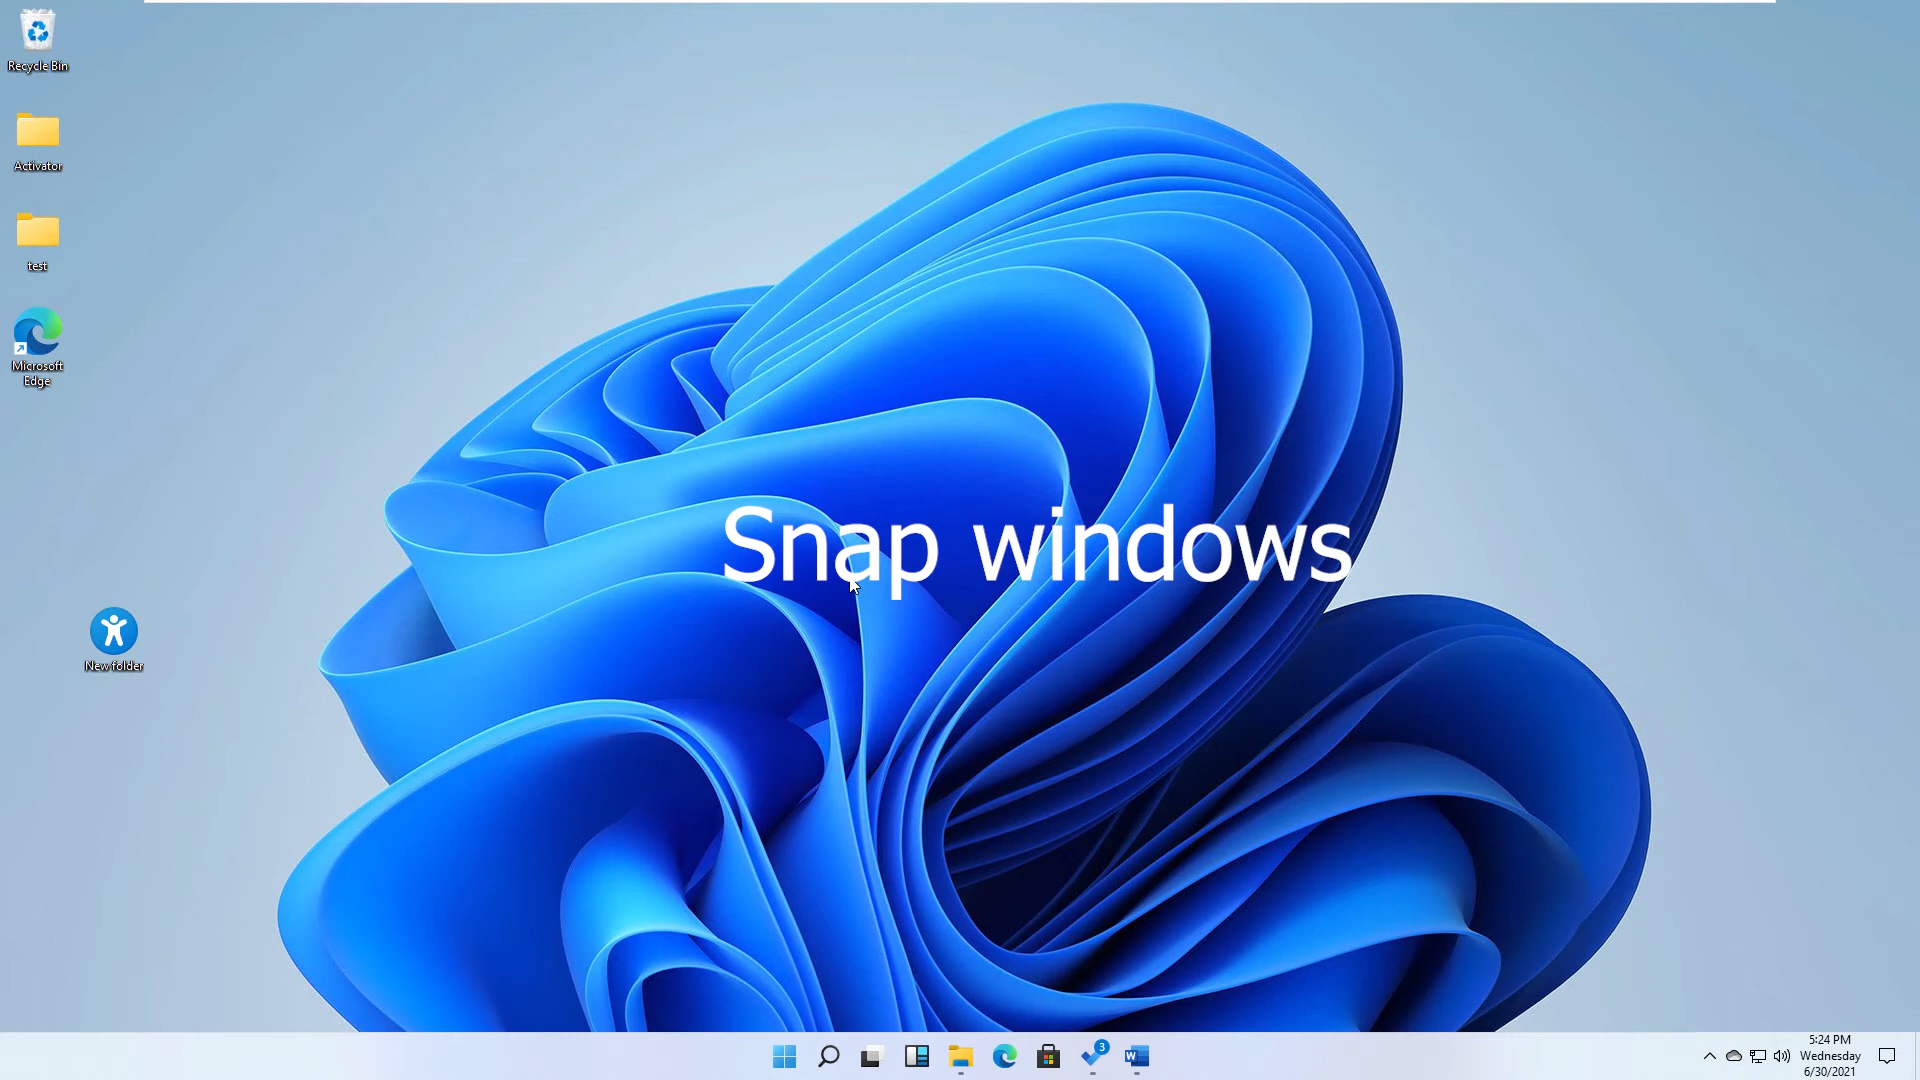 Recycle Bin
Activator
test
Microsoft
Edge
New folder
Snap windows
3
W
5:24 PM
Wednesday
6/30/2021